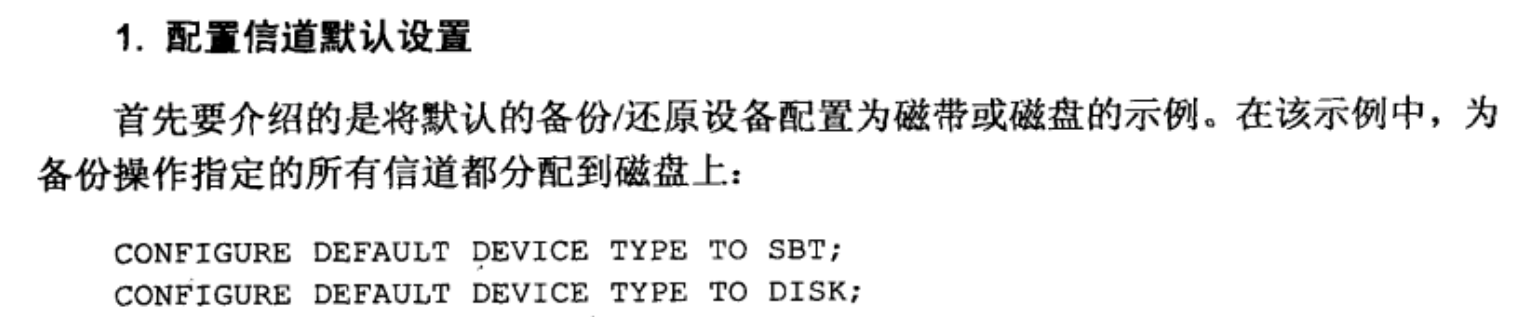 1. 配置信道默认设置
首先要介绍的是将默认的备份/还原设备配置为磁带或磁盘的示例。在该示例中，为
备份操作指定的所有信道都分配到磁盘上：
CONFIGURE DEFAULT DEVICE TYPE TO SBT;
CONFIGURE DEFAULT DEVICE TYPE TO DISK;